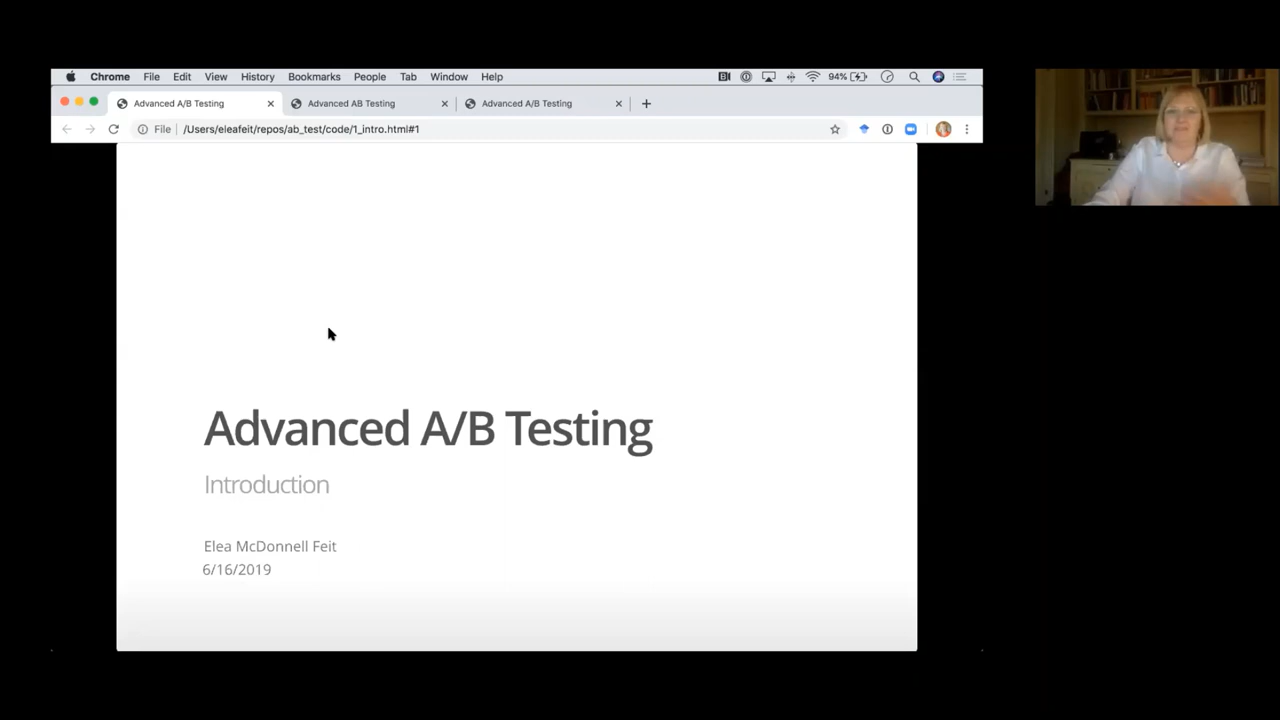 Chrome File Edit View History Bookmarks People Tab Window Help 94%
Advanced A/B Testing Advanced AB Testing Advanced A/B Testing
File /Users/eleafeit/repos/ab_test/code/1_intro.html#1
Advanced A/B Testing
Introduction
Elea McDonnell Feit
6/16/2019